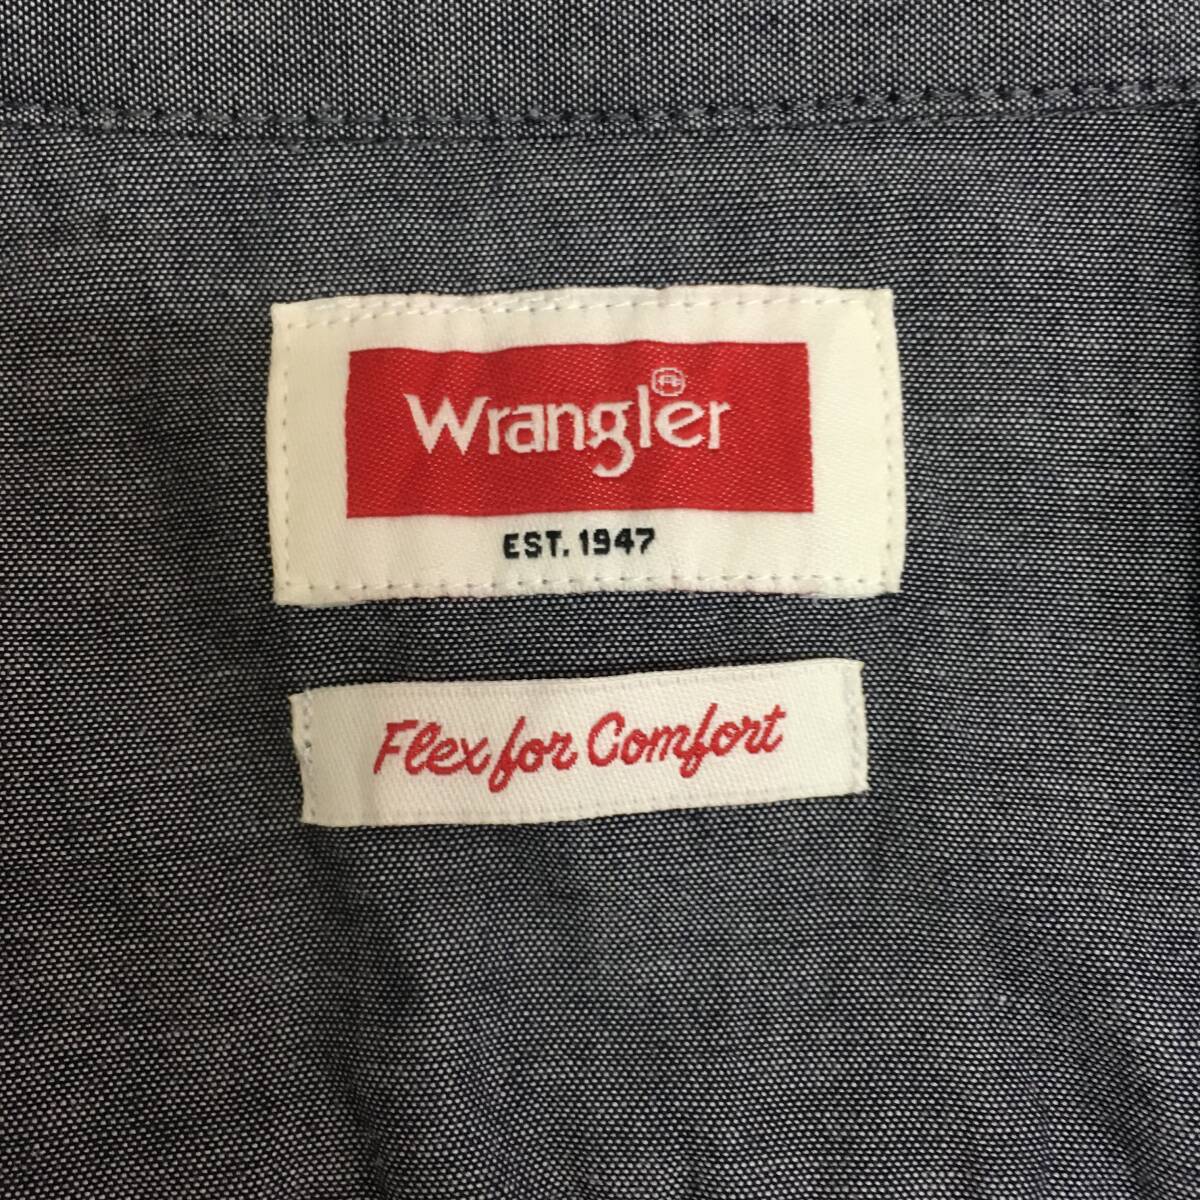 Wrangler®
EST. 1947
Flex for Comfort